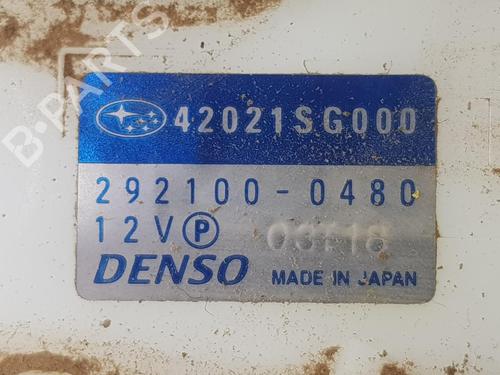 B-PARTS
42021SG000
292100-0480
12V P
DENSO MADE IN JAPAN